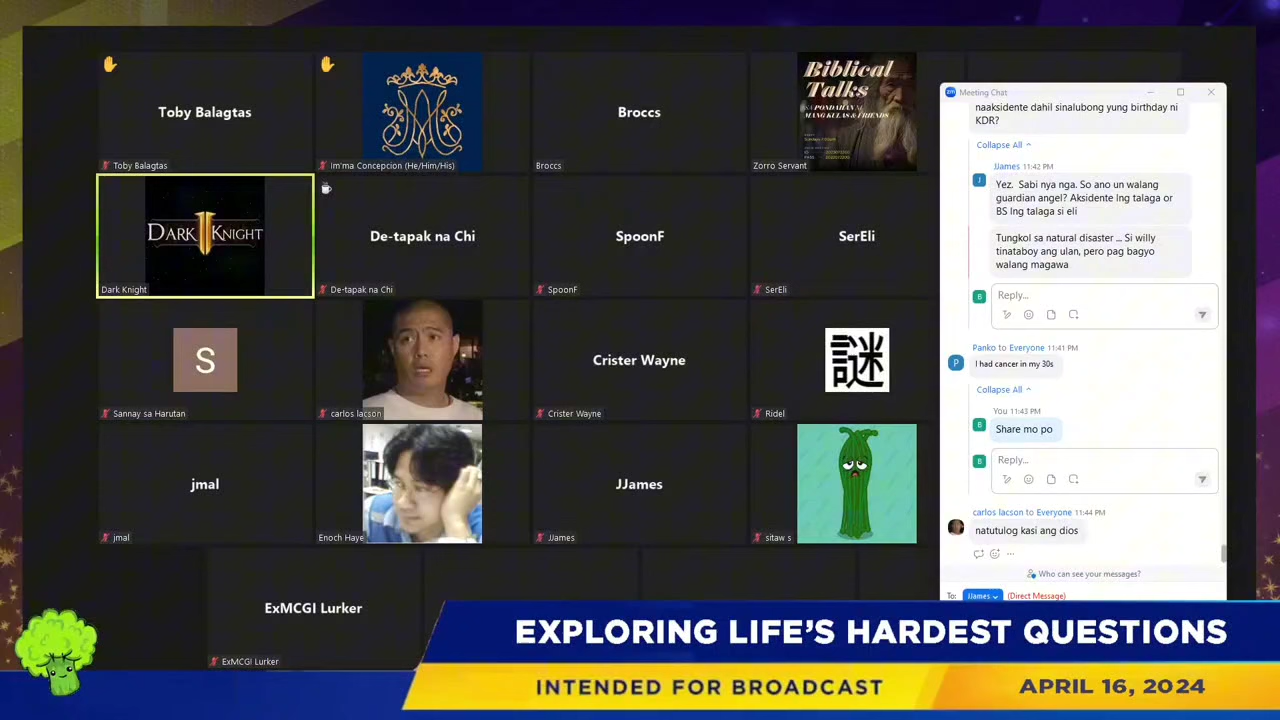 Toby Balagtas
Toby Balagtas
Im'ma Concepcion (He/Him/His)
Broccs
Broccs
Biblical
Talks
SA PONDAHAN NI
MANG KULAS & FRIENDS
Zorro Servant
DARK KNIGHT
Dark Knight
De-tapak na Chi
De-tapak na Chi
SpoonF
SpoonF
SerEli
SerEli
S
Sannay sa Harutan
carlos lacson
Crister Wayne
Crister Wayne
謎
Ridel
jmal
jmal
Enoch Haye
JJames
JJames
sitaw s
ExMCGI Lurker
ExMCGI Lurker
zm Meeting Chat
naaksidente dahil sinalubong yung birthday ni
KDR?
Collapse All
JJames 11:42 PM
J
Yez. Sabi nya nga. So ano un walang
guardian angel? Aksidente lng talaga or
BS lng talaga si eli
Tungkol sa natural disaster ... Si willy
tinataboy ang ulan, pero pag bagyo
walang magawa
B
Reply...
Panko to Everyone 11:41 PM
P
I had cancer in my 30s
Collapse All
You 11:43 PM
B
Share mo po
B
Reply...
carlos lacson to Everyone 11:44 PM
natutulog kasi ang dios
Who can see your messages?
To: JJames (Direct Message)
EXPLORING LIFE'S HARDEST QUESTIONS
INTENDED FOR BROADCAST
APRIL 16, 2024